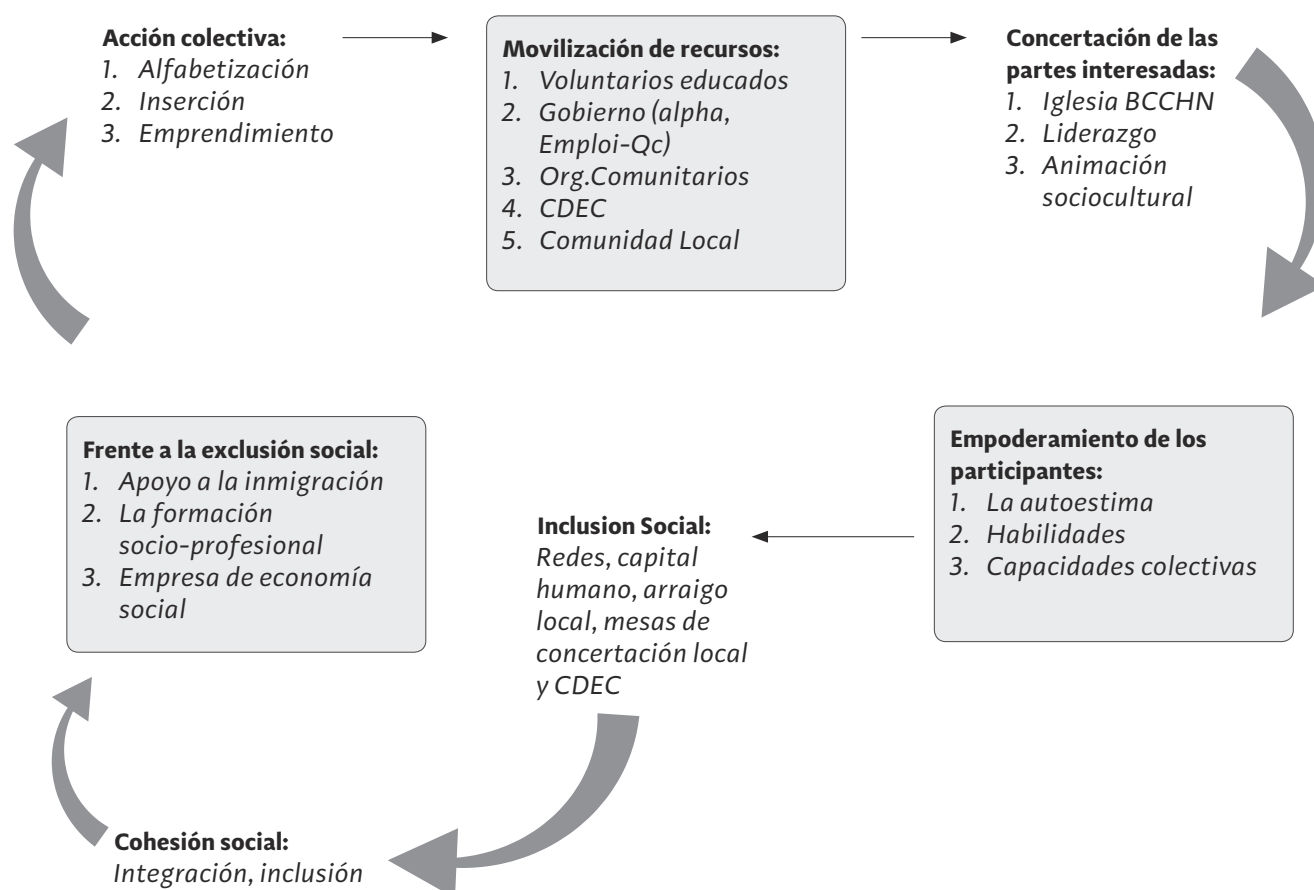 Acción colectiva:
1. Alfabetización
2. Inserción
3. Emprendimiento
Movilización de recursos:
1. Voluntarios educados
2. Gobierno (alpha,
Emploi-Qc)
3. Org.Comunitarios
4. CDEC
5. Comunidad Local
Concertación de las
partes interesadas:
1. Iglesia BCCHN
2. Liderazgo
3. Animación
sociocultural
Frente a la exclusión social:
1. Apoyo a la inmigración
2. La formación
socio-profesional
3. Empresa de economía
social
Inclusion Social:
Redes, capital
humano, arraigo
local, mesas de
concertación local
y CDEC
Empoderamiento de los
participantes:
1. La autoestima
2. Habilidades
3. Capacidades colectivas
Cohesión social:
Integración, inclusión